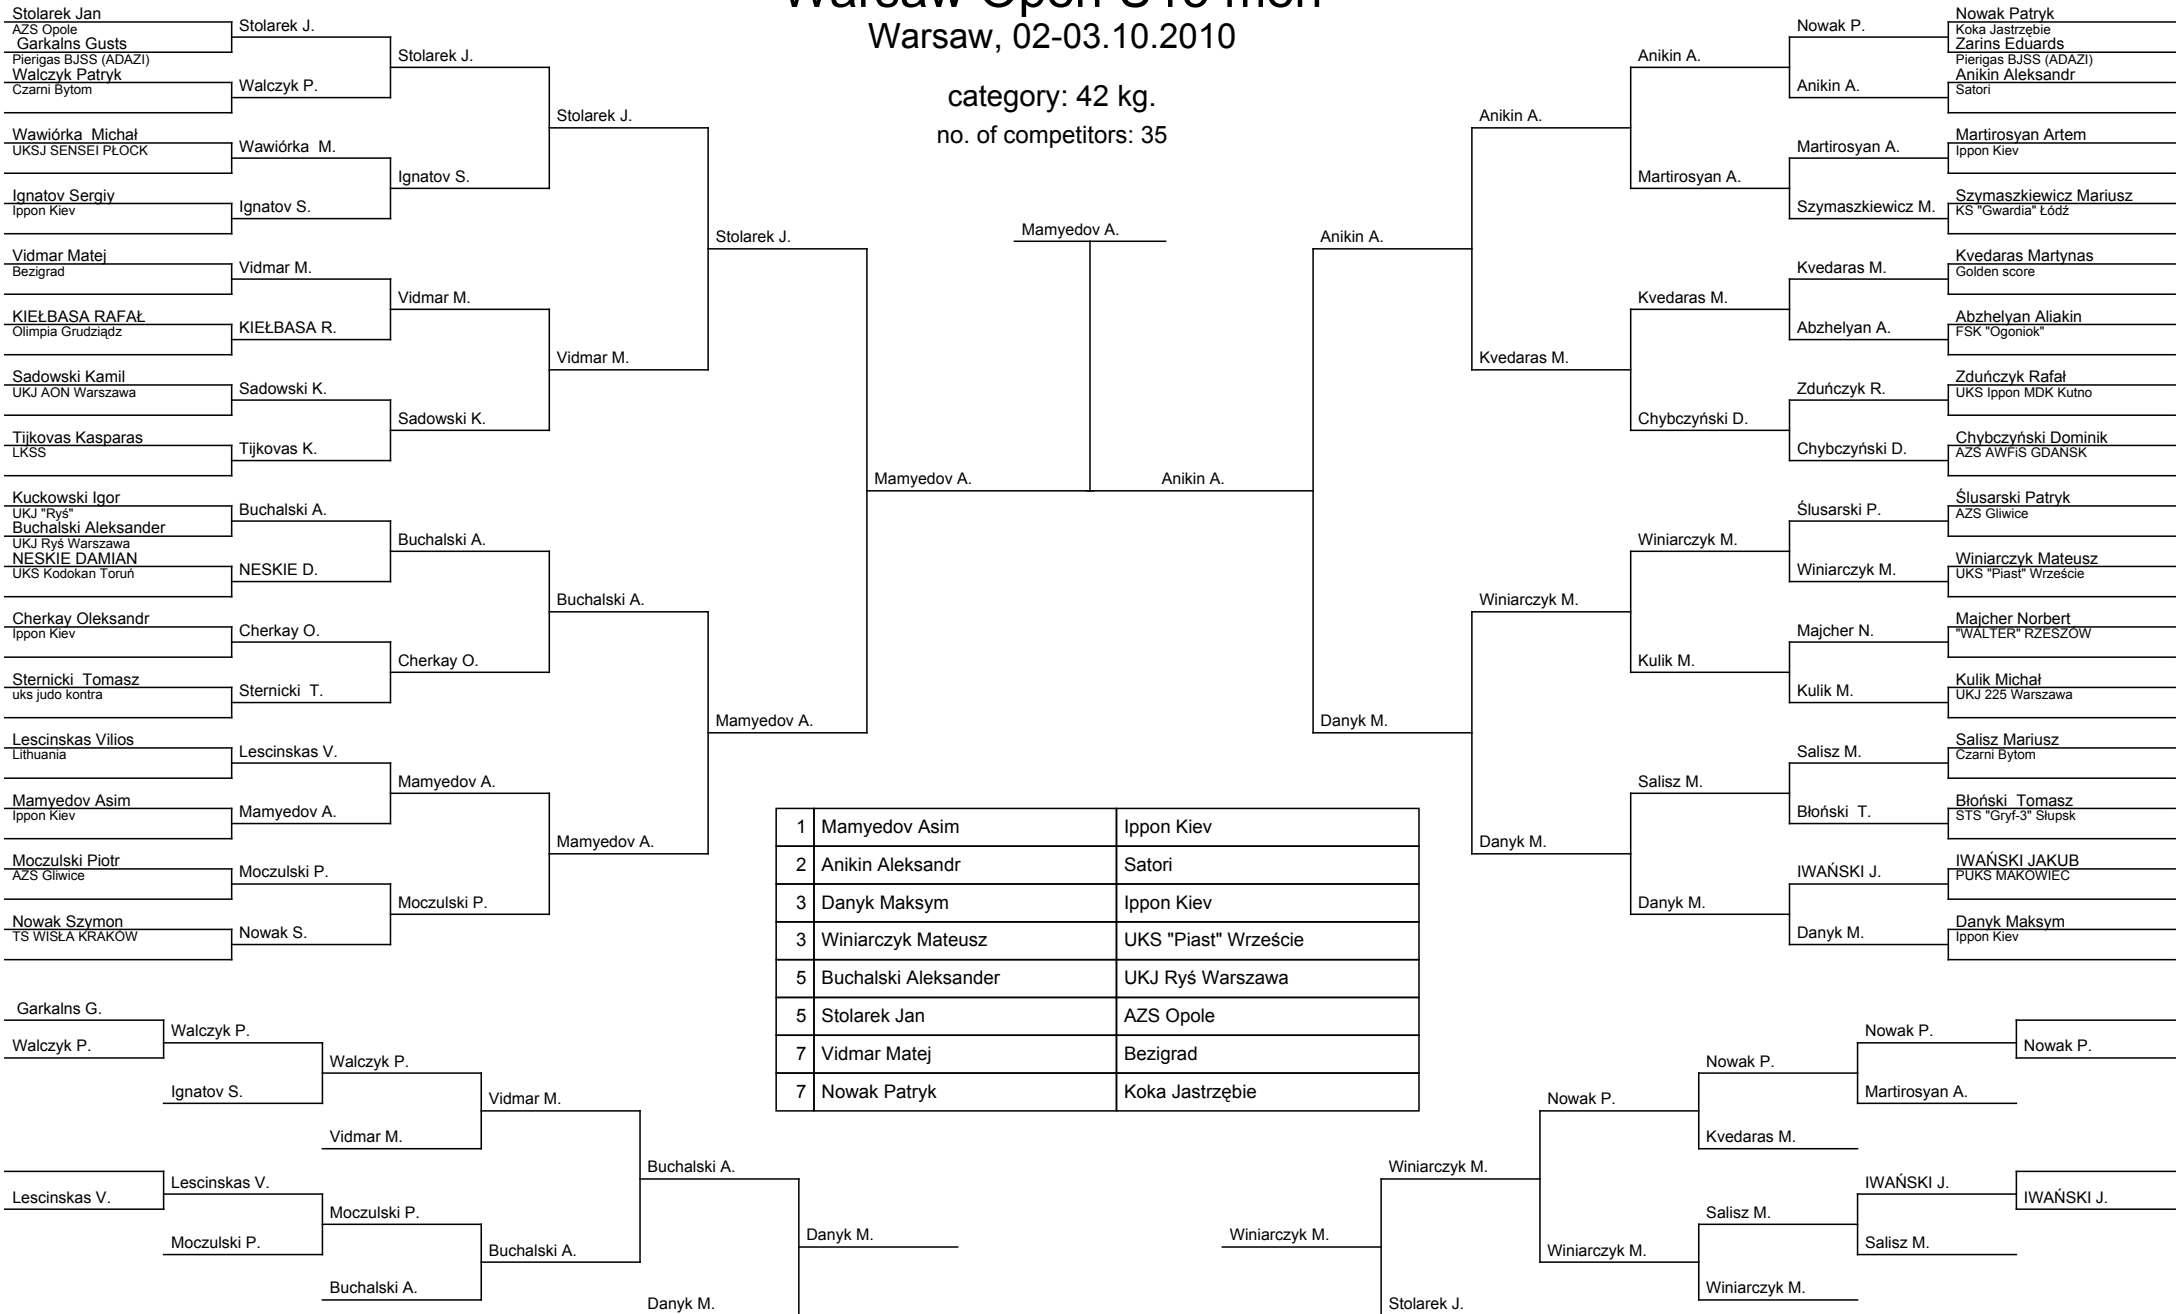 Warsaw Open U15 men
Warsaw, 02-03.10.2010
category: 42 kg.
no. of competitors: 35
Stolarek Jan
AZS Opole
Garkalns Gusts
Pierigas BJSS (ADAZI)
Walczyk Patryk
Czarni Bytom
Wawiórka Michał
UKSJ SENSEI PŁOCK
Ignatov Sergiy
Ippon Kiev
Vidmar Matej
Bezigrad
KIEŁBASA RAFAŁ
Olimpia Grudziądz
Sadowski Kamil
UKJ AON Warszawa
Tijkovas Kasparas
LKSS
Kuckowski Igor
UKJ "Ryś"
Buchalski Aleksander
UKJ Ryś Warszawa
NESKIE DAMIAN
UKS Kodokan Toruń
Cherkay Oleksandr
Ippon Kiev
Sternicki Tomasz
uks judo kontra
Lescinskas Vilios
Lithuania
Mamyedov Asim
Ippon Kiev
Moczulski Piotr
AZS Gliwice
Nowak Szymon
TS WISŁA KRAKÓW
Stolarek J.
Walczyk P.
Wawiórka M.
Ignatov S.
Vidmar M.
KIEŁBASA R.
Sadowski K.
Tijkovas K.
Buchalski A.
NESKIE D.
Cherkay O.
Sternicki T.
Lescinskas V.
Mamyedov A.
Moczulski P.
Nowak S.
Stolarek J.
Ignatov S.
Vidmar M.
Sadowski K.
Buchalski A.
Cherkay O.
Mamyedov A.
Moczulski P.
Stolarek J.
Vidmar M.
Buchalski A.
Mamyedov A.
Stolarek J.
Mamyedov A.
Mamyedov A.
Mamyedov A.
Anikin A.
Anikin A.
Danyk M.
Anikin A.
Kvedaras M.
Winiarczyk M.
Danyk M.
Anikin A.
Martirosyan A.
Kvedaras M.
Chybczyński D.
Winiarczyk M.
Kulik M.
Salisz M.
Danyk M.
Nowak P.
Anikin A.
Martirosyan A.
Szymaszkiewicz M.
Kvedaras M.
Abzhelyan A.
Zduńczyk R.
Chybczyński D.
Ślusarski P.
Winiarczyk M.
Majcher N.
Kulik M.
Salisz M.
Błoński T.
IWAŃSKI J.
Danyk M.
Nowak Patryk
Koka Jastrzębie
Zarins Eduards
Pierigas BJSS (ADAZI)
Anikin Aleksandr
Satori
Martirosyan Artem
Ippon Kiev
Szymaszkiewicz Mariusz
KS "Gwardia" Łódź
Kvedaras Martynas
Golden score
Abzhelyan Aliakin
FSK "Ogoniok"
Zduńczyk Rafał
UKS Ippon MDK Kutno
Chybczyński Dominik
AZS AWFiS GDAŃSK
Ślusarski Patryk
AZS Gliwice
Winiarczyk Mateusz
UKS "Piast" Wrzeście
Majcher Norbert
"WALTER" RZESZÓW
Kulik Michał
UKJ 225 Warszawa
Salisz Mariusz
Czarni Bytom
Błoński Tomasz
STS "Gryf-3" Słupsk
IWAŃSKI JAKUB
PUKS MAKOWIEC
Danyk Maksym
Ippon Kiev
1 Mamyedov Asim Ippon Kiev
2 Anikin Aleksandr Satori
3 Danyk Maksym Ippon Kiev
3 Winiarczyk Mateusz UKS "Piast" Wrzeście
5 Buchalski Aleksander UKJ Ryś Warszawa
5 Stolarek Jan AZS Opole
7 Vidmar Matej Bezigrad
7 Nowak Patryk Koka Jastrzębie
Garkalns G.
Walczyk P.
Lescinskas V.
Walczyk P.
Ignatov S.
Lescinskas V.
Moczulski P.
Walczyk P.
Vidmar M.
Moczulski P.
Buchalski A.
Vidmar M.
Buchalski A.
Buchalski A.
Danyk M.
Danyk M.
Winiarczyk M.
Winiarczyk M.
Stolarek J.
Nowak P.
Winiarczyk M.
Nowak P.
Kvedaras M.
Salisz M.
Winiarczyk M.
Nowak P.
Martirosyan A.
IWAŃSKI J.
Salisz M.
Nowak P.
IWAŃSKI J.